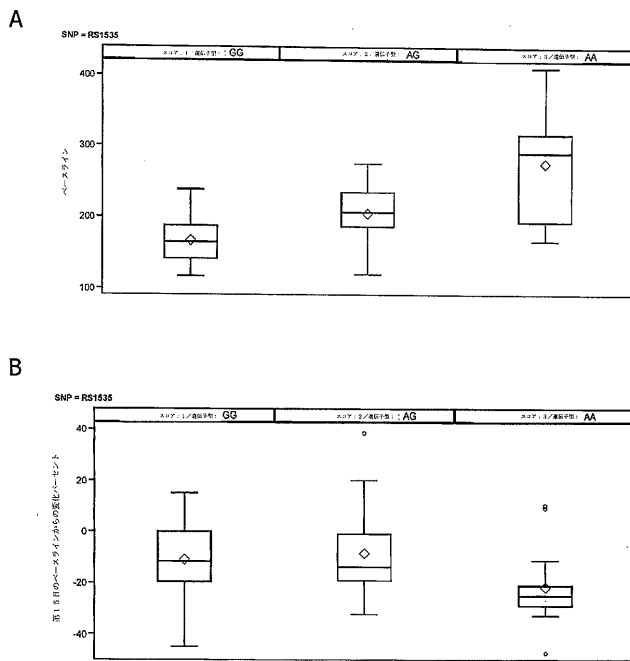 A
SNP = RS1535
スコア：1／遺伝子型：：GG
スコア：2／遺伝子型：AG
スコア：3／遺伝子型：AA
400
300
200
100
ベースライン
B
SNP = RS1535
スコア：1／遺伝子型：GG
スコア：2／遺伝子型：：AG
スコア：3／遺伝子型：AA
40
20
0
-20
-40
第15日のベースラインからの変化パーセント